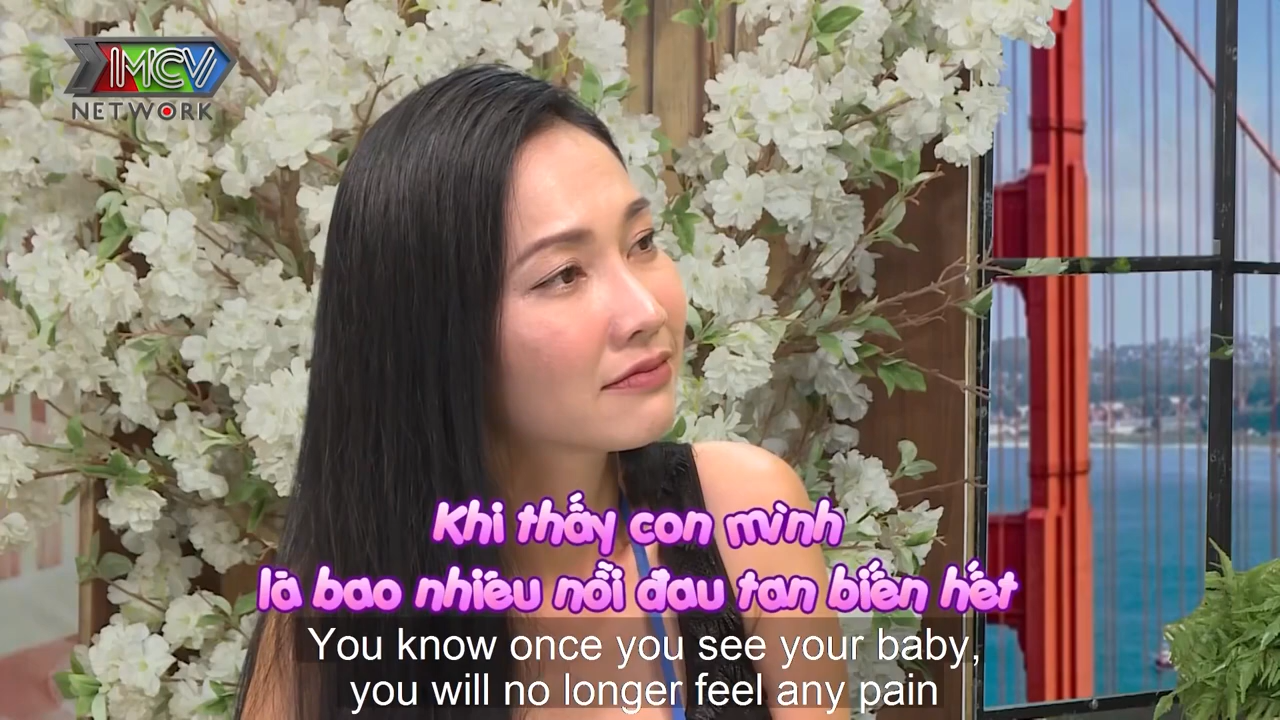 MCV
NETWORK
Khi thấy con mình
là bao nhiêu nỗi đau tan biến hết
You know once you see your baby,
you will no longer feel any pain